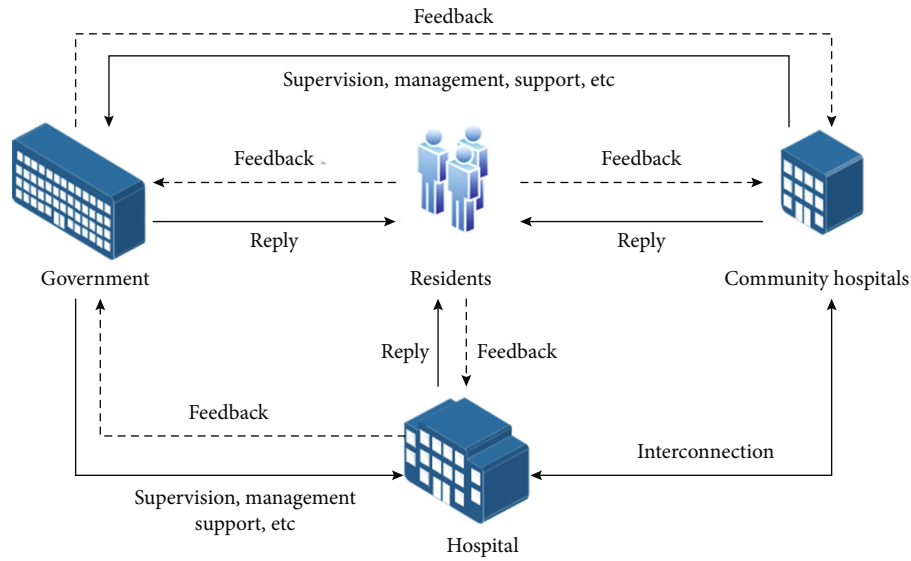 Feedback
Supervision, management, support, etc
Feedback
Feedback
Reply
Reply
Government
Residents
Community hospitals
Reply
Feedback
Feedback
Interconnection
Supervision, management
support, etc
Hospital